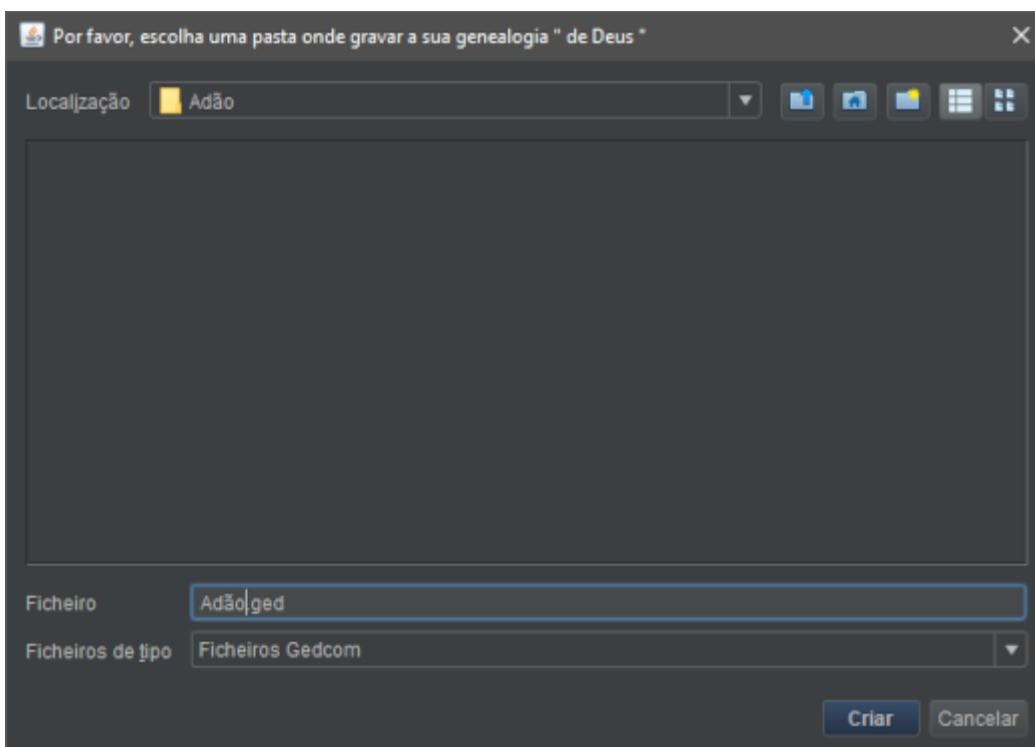 Por favor, escolha uma pasta onde gravar a sua genealogia " de Deus "
Localização Adão
Ficheiro Adão.ged
Ficheiros de tipo Ficheiros Gedcom
Criar Cancelar